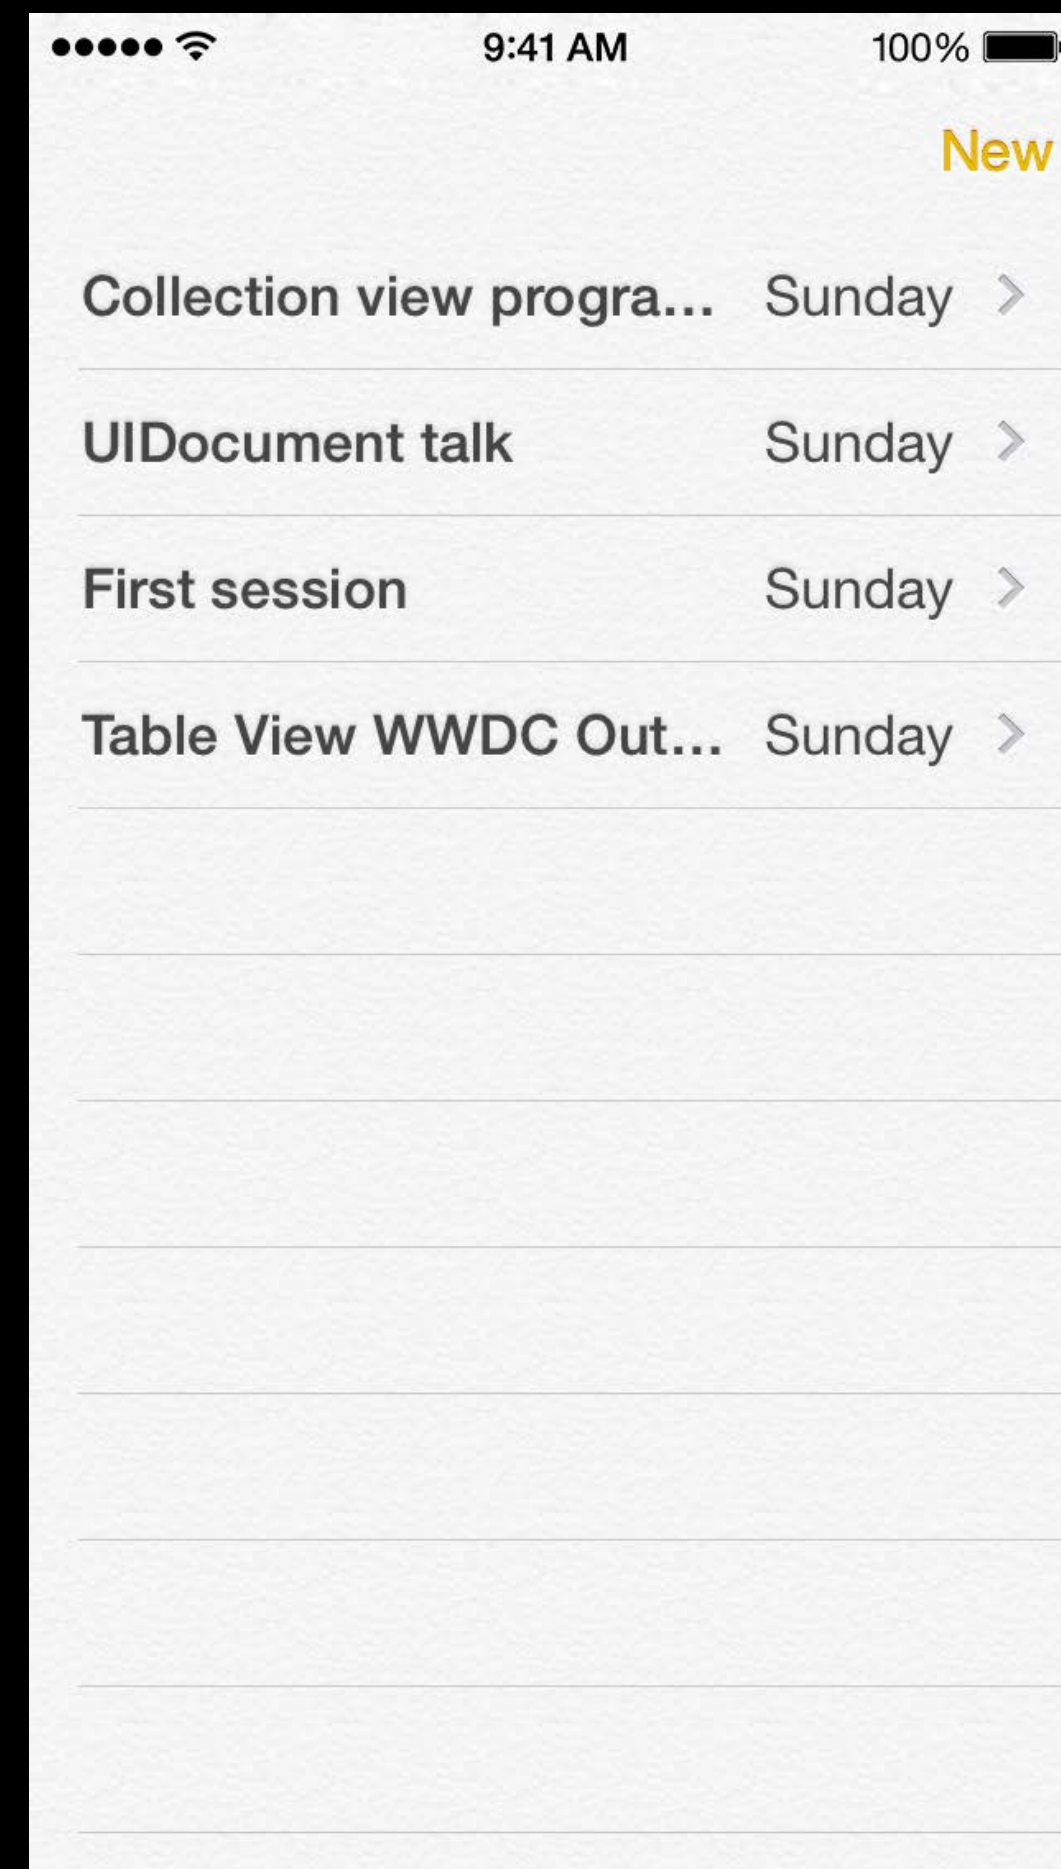 9:41 AM 100%
New
Collection view progra... Sunday
UIDocument talk Sunday
First session Sunday
Table View WWDC Out... Sunday